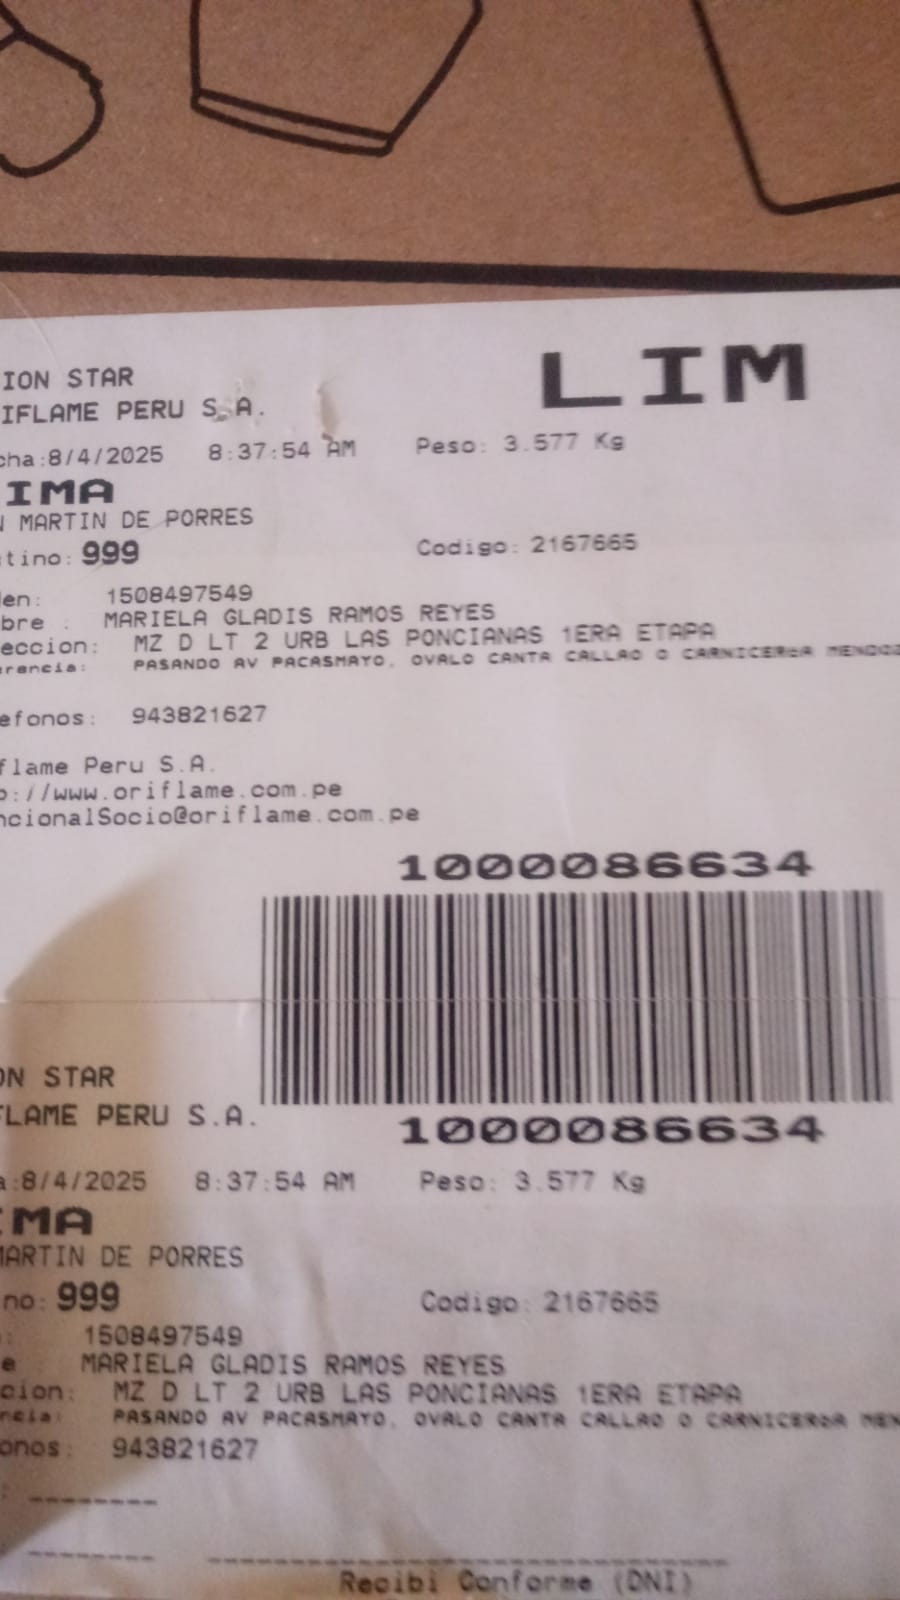 ION STAR
LIM
IFLAME PERU S.A.
cha:8/4/2025 8:37:54 AM Peso: 3.577 Kg
IMA
N MARTIN DE PORRES
tino: 999 Codigo: 2167665
den: 1508497549
bre : MARIELA GLADIS RAMOS REYES
eccion: MZ D LT 2 URB LAS PONCIANAS 1ERA ETAPA
erencia: PASANDO AV PACASMAYO, OVALO CANTA CALLAO O
efonos: 943821627
flame Peru S.A.
p://www.oriflame.com.pe
ncionalSocio@oriflame.com.pe
1000086634
ON STAR
FLAME PERU S.A.
1000086634
a:8/4/2025 8:37:54 AM Peso: 3.577 Kg
IMA
MARTIN DE PORRES
no: 999 Codigo: 2167665
: 1508497549
e MARIELA GLADIS RAMOS REYES
cion: MZ D LT 2 URB LAS PONCIANAS 1ERA ETAPA
ncia: PASANDO AV PACASMAYO, OVALO CANTA CALLAO O
onos: 943821627
Recibi Conforme (DNI)